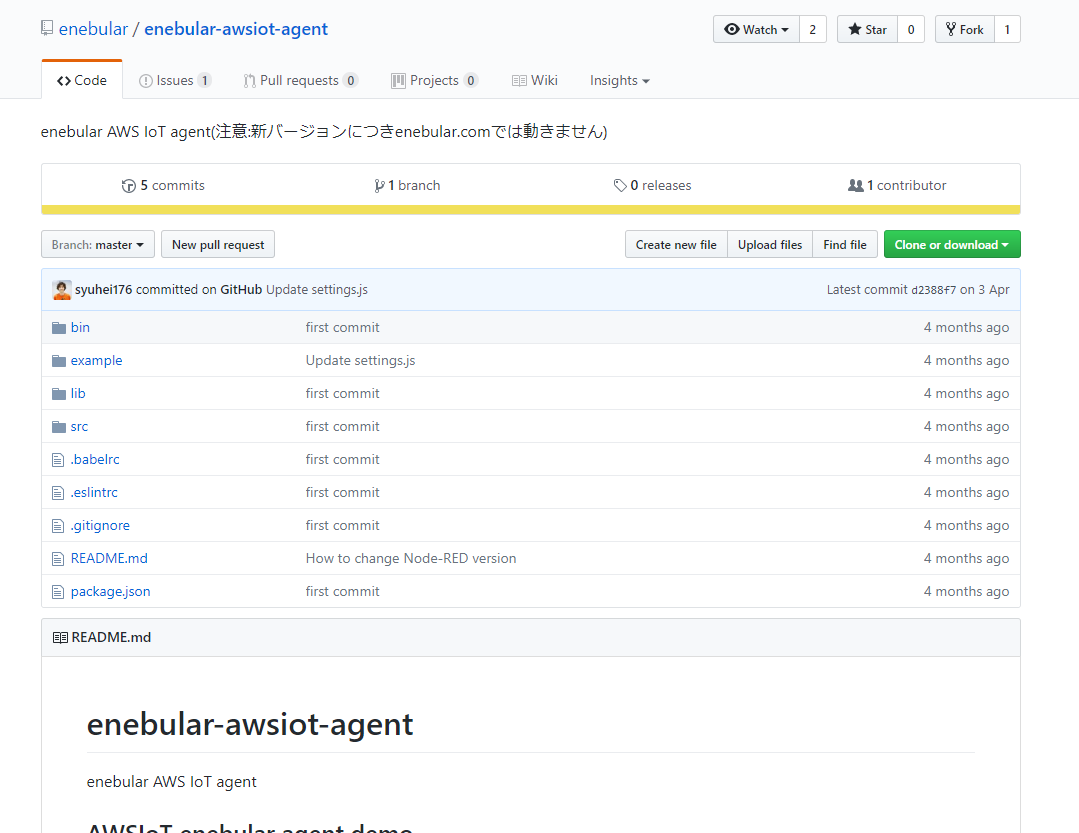 enebular / enebular-awsiot-agent
Watch 2 Star 0 Fork 1
Code Issues 1 Pull requests 0 Projects 0 Wiki Insights
enebular AWS IoT agent(注意:新バージョンにつきenebular.comでは動きません)
5 commits 1 branch 0 releases 1 contributor
Branch: master New pull request Create new file Upload files Find file Clone or download
syuhei176 committed on GitHub Update settings.js Latest commit d2388f7 on 3 Apr
bin first commit 4 months ago
example Update settings.js 4 months ago
lib first commit 4 months ago
src first commit 4 months ago
.babelrc first commit 4 months ago
.eslintrc first commit 4 months ago
.gitignore first commit 4 months ago
README.md How to change Node-RED version 4 months ago
package.json first commit 4 months ago
README.md
enebular-awsiot-agent
enebular AWS IoT agent
AWSIoT enebular agent demo